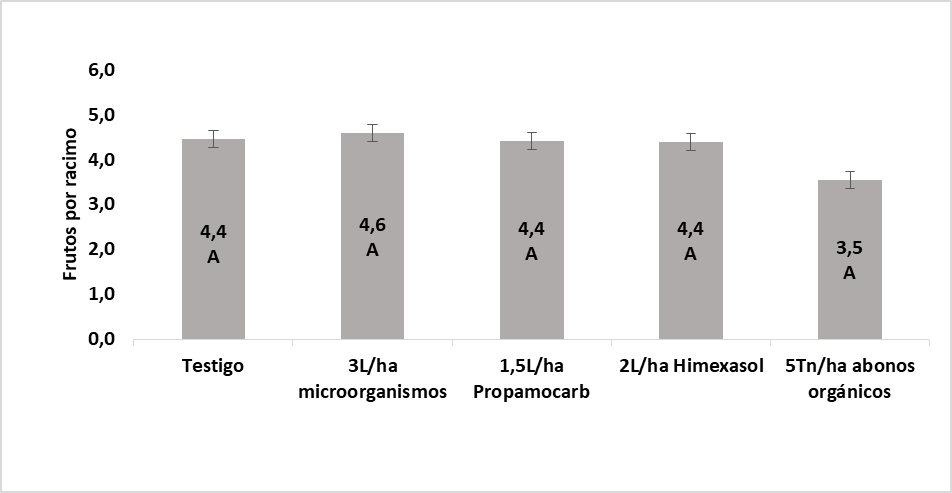 Frutos por racimo
6,0
5,0
4,0
3,0
2,0
1,0
0,0
4,4
A
4,6
A
4,4
A
4,4
A
3,5
A
Testigo
3L/ha
microorganismos
1,5L/ha
Propamocarb
2L/ha Himexasol
5Tn/ha abonos
orgánicos